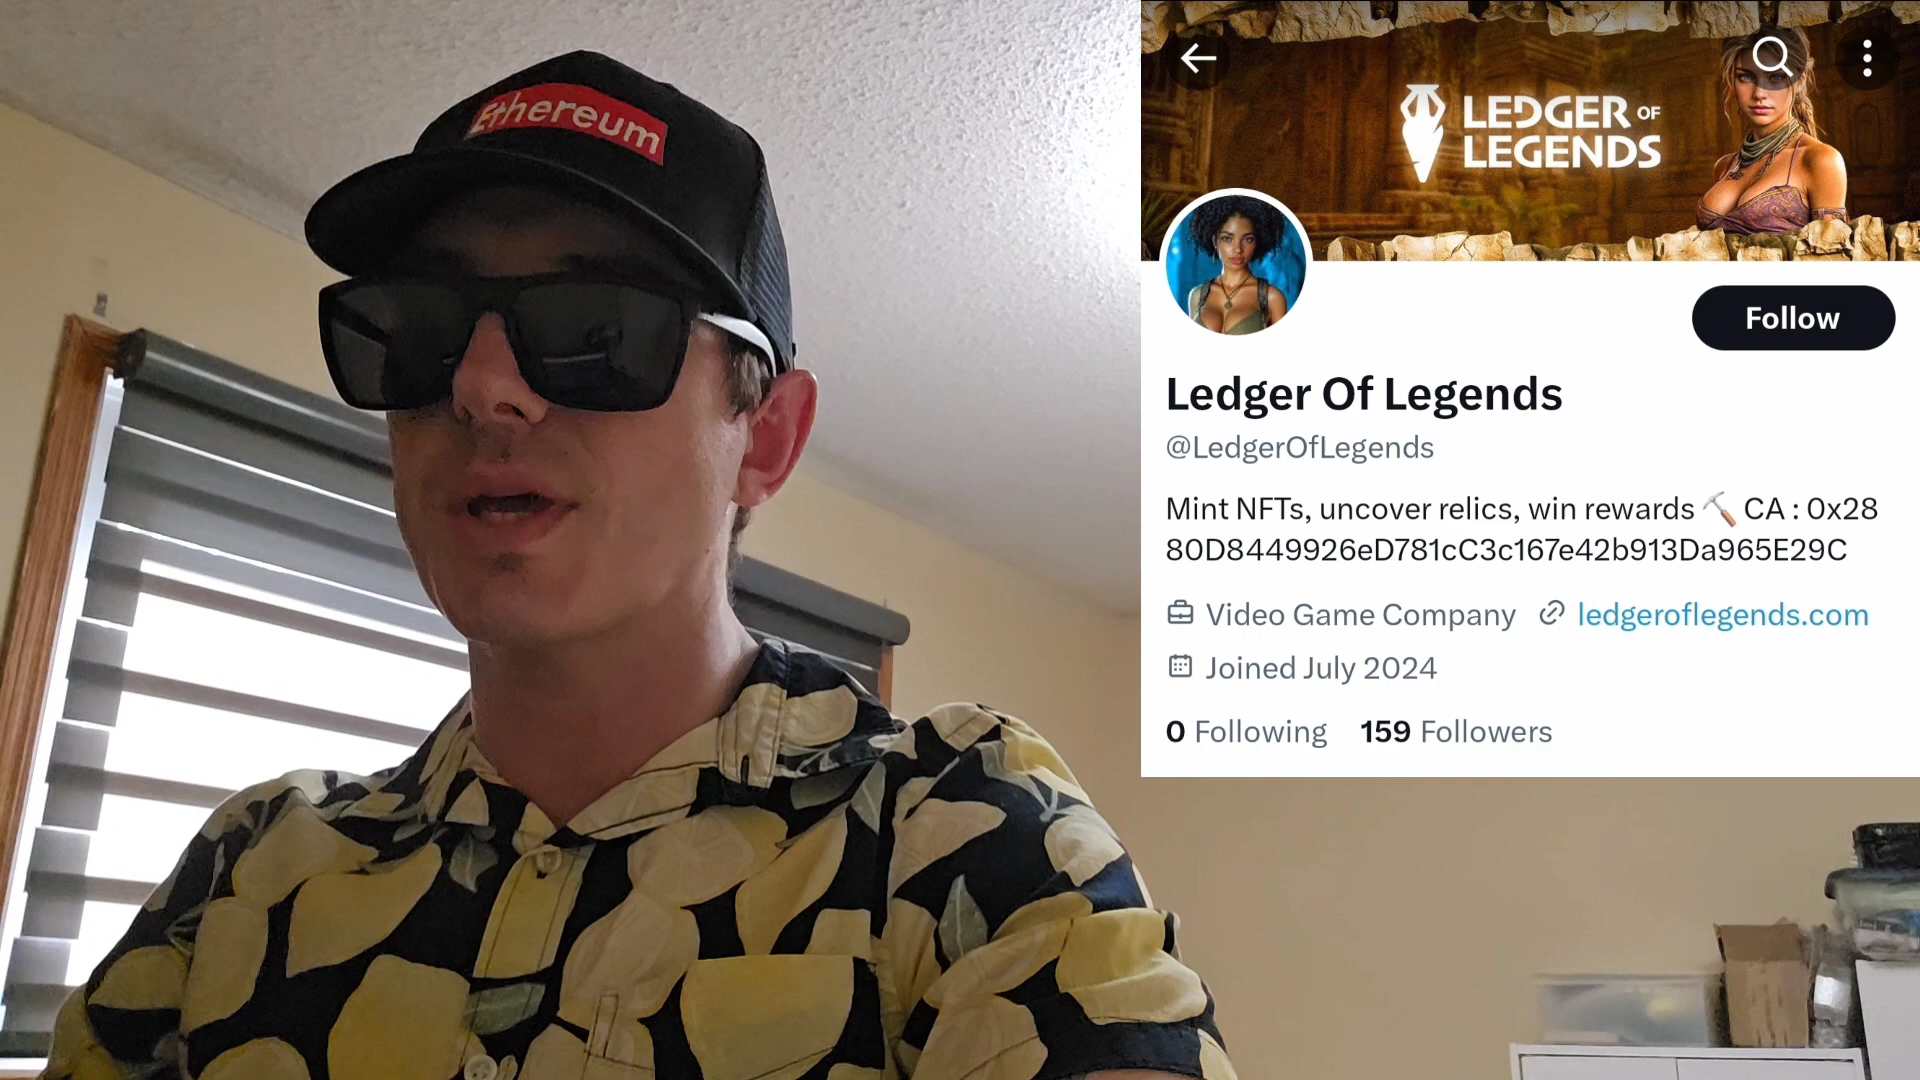 Ethereum
LEDGER OF
LEGENDS
Follow
Ledger Of Legends
@LedgerOfLegends
Mint NFTs, uncover relics, win rewards ⛏️ CA : 0x28
80D8449926eD781cC3c167e42b913Da965E29C
Video Game Company ledgeroflegends.com
Joined July 2024
0 Following 159 Followers